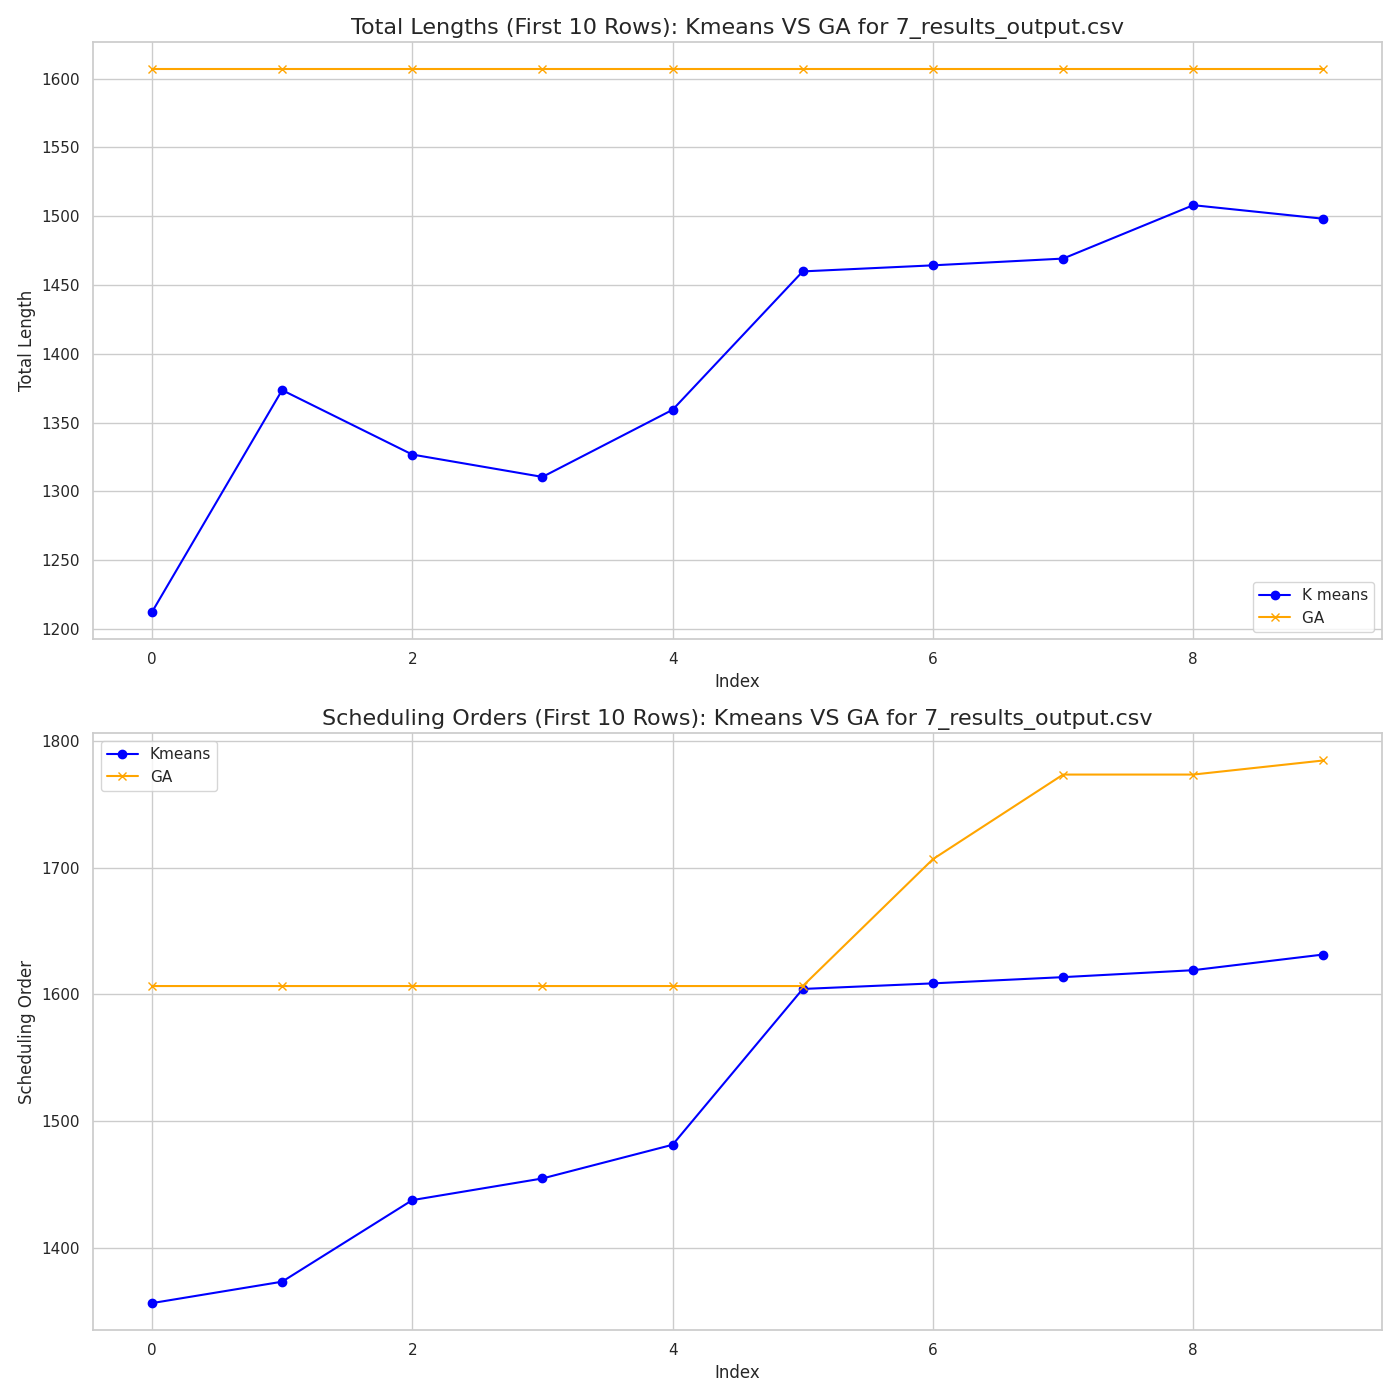 Total Lengths (First 10 Rows): Kmeans VS GA for 7_results_output.csv
1600
1550
1500
1450
1400
1350
1300
1250
1200
Total Length
K means
GA
0 2 4 6 8
Index
Scheduling Orders (First 10 Rows): Kmeans VS GA for 7_results_output.csv
Kmeans
GA
1800
1700
1600
1500
1400
Scheduling Order
0 2 4 6 8
Index